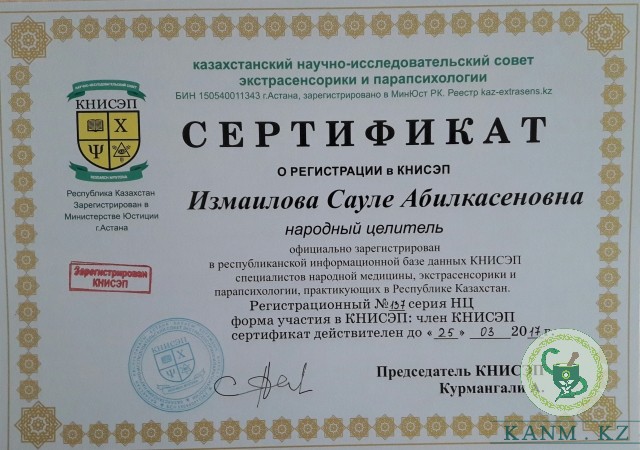 казахстанский научно-исследовательский совет
экстрасенсорики и парапсихологии
БИН 150540011343 г.Астана, зарегистрировано в МинЮст РК. Реестр kaz-extrasens.kz
КНИСЭП
Х
Ψ
СЕРТИФИКАТ
О РЕГИСТРАЦИИ в КНИСЭП
Измаилова Сауле Абилкасеновна
народный целитель
Республика Казахстан
Зарегистрирован в
Министерстве Юстиции
г.Астана
официально зарегистрирован
в республиканской информационной базе данных КНИСЭП
специалистов народной медицины, экстрасенсорики и
парапсихологии, практикующих в Республике Казахстан.
Зарегистрирован
КНИСЭП
Регистрационный № 137 серия НЦ
форма участия в КНИСЭП: член КНИСЭП
сертификат действителен до « 25 » 03 2017 г.
КНИСЭП
Председатель КНИСЭП
Курмангали А.
KANM.KZ